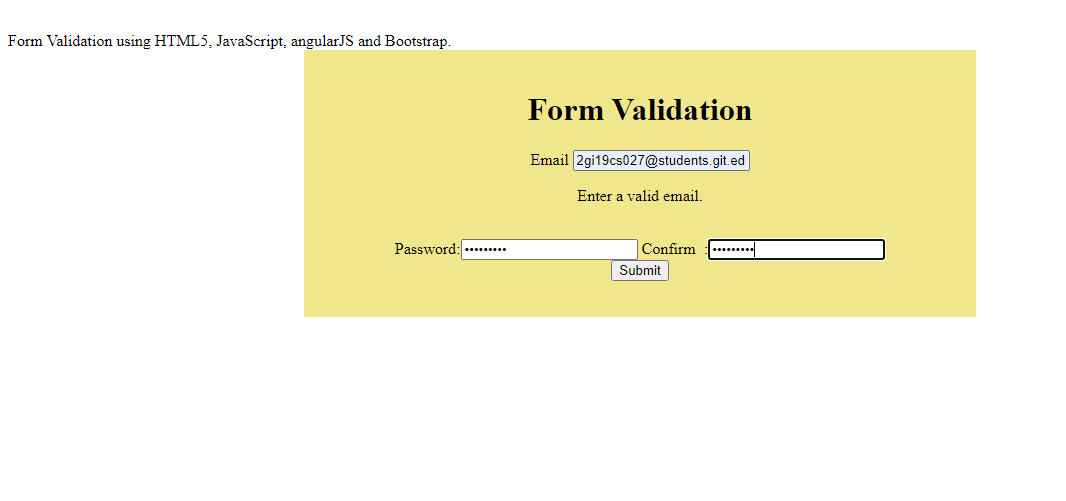 Form Validation using HTML5, JavaScript, angularJS and Bootstrap.
Form Validation
Email 2gi19cs027@students.git.ed
Enter a valid email.
Password: ••••••••• Confirm : •••••••••
Submit